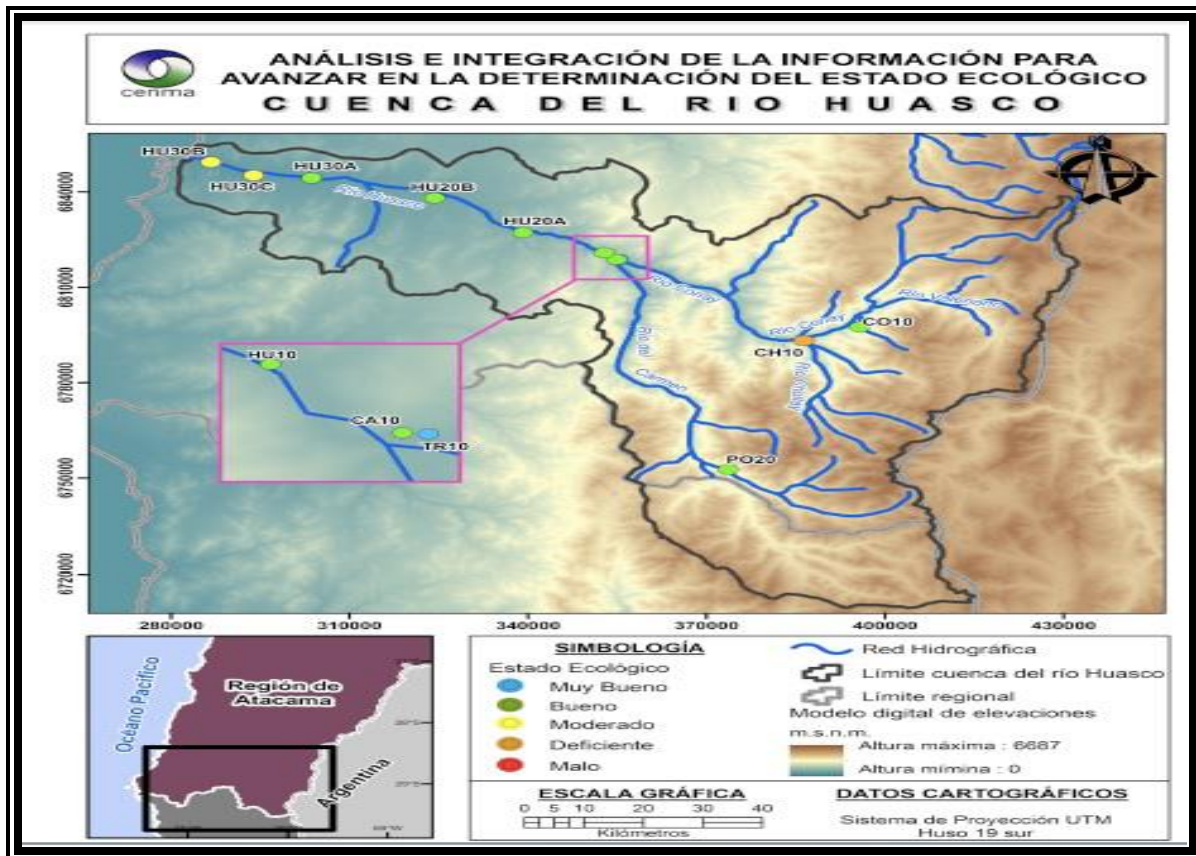 cenma
ANÁLISIS E INTEGRACIÓN DE LA INFORMACIÓN PARA
AVANZAR EN LA DETERMINACIÓN DEL ESTADO ECOLÓGICO
CUENCA DEL RIO HUASCO
HU30B
HU30C
HU30A
HU20B
Río Huasco
HU20A
Río Conay
Río Valeriano
Río Conay
CO10
CH10
Río del
Carmen
HU10
CA10
TR10
PO20
6840000
6810000
6780000
6750000
6720000
280000
310000
340000
370000
400000
430000
Océano Pacífico
Región de
Atacama
Argentina
SIMBOLOGÍA
Estado Ecológico
Muy Bueno
Bueno
Moderado
Deficiente
Malo
Red Hidrográfica
Límite cuenca del río Huasco
Límite regional
Modelo digital de elevaciones
m.s.n.m.
Altura máxima : 6687
Altura mímina : 0
ESCALA GRÁFICA
0 5 10 20 30 40
Kilómetros
DATOS CARTOGRÁFICOS
Sistema de Proyección UTM
Huso 19 sur